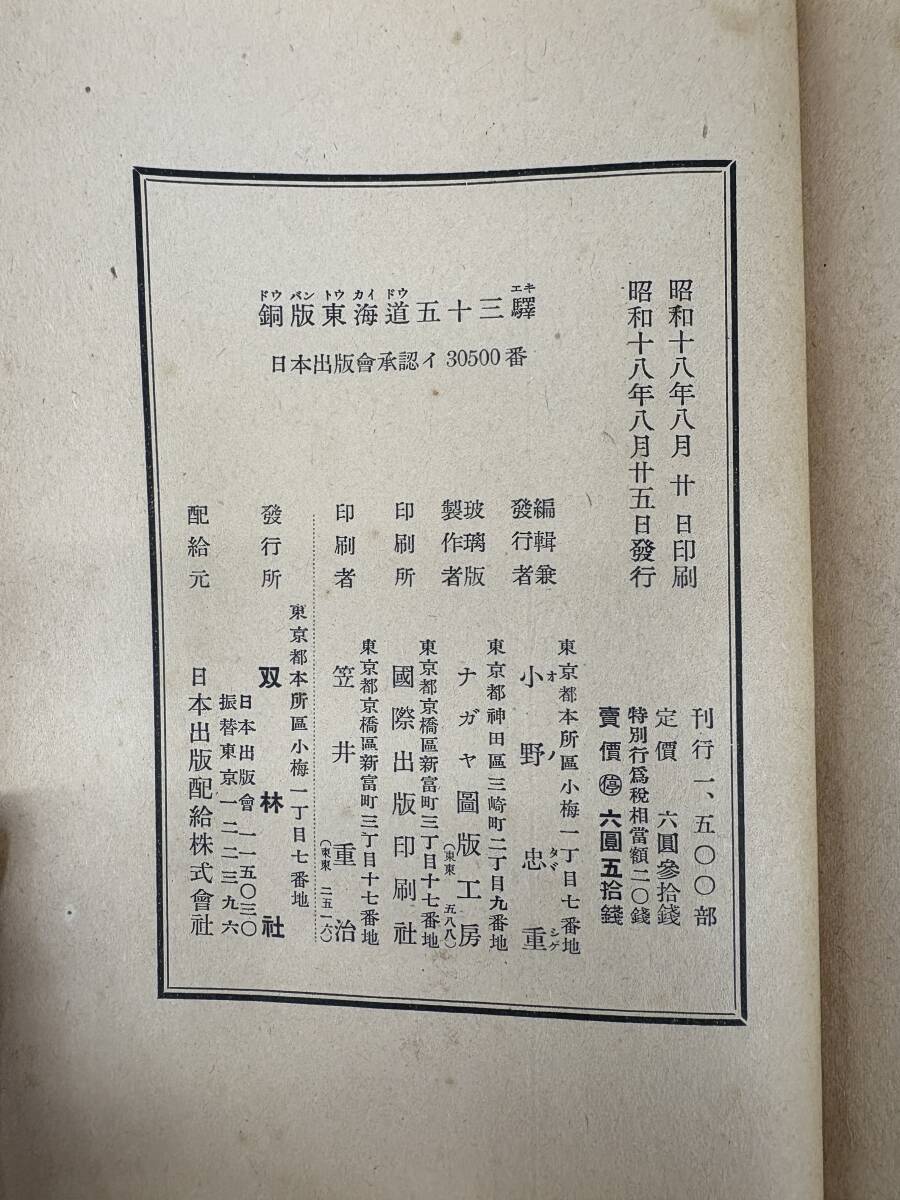 昭和十八年八月 廿 日印刷
昭和十八年八月廿五日發行
刊行一、五〇〇部
定價 六圓參拾錢
特別行爲稅相當額二〇錢
賣價 ㊡ 六圓五拾錢
銅版東海道五十三驛
ドウ バン トウ カイ ドウ エキ
日本出版會承認イ 30500 番
編輯兼
發行者
東京都本所區小梅一丁目七番地
小野忠重
オ ノ タヾ シゲ
玻璃版
製作者
東京都神田區三崎町二丁目九番地
ナガヤ圖版工房
(東東 五八八)
印刷所
東京都京橋區新富町三丁目十七番地
國際出版印刷社
印刷者
東京都京橋區新富町三丁目十七番地
笠井重治
(東東 二五一六)
發行所
東京都本所區小梅一丁目七番地
双林社
日本出版會 一一五〇三〇
振替東京一二二三九六
配給元
日本出版配給株式會社